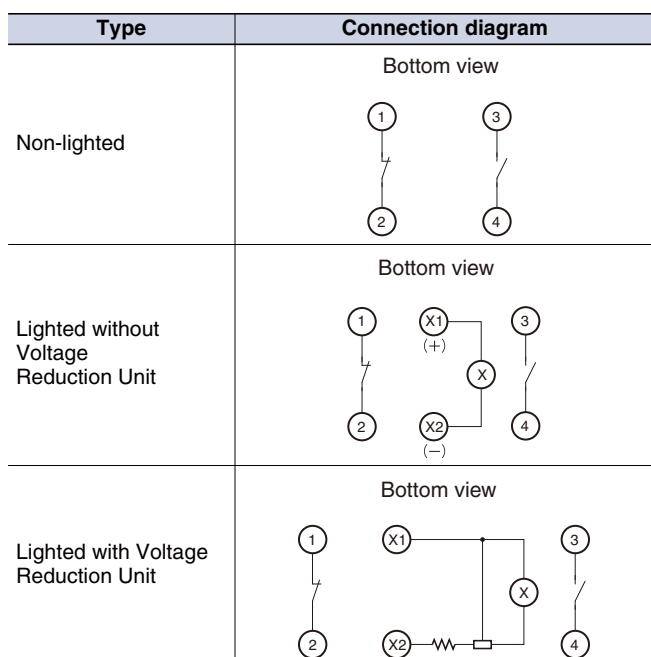 Type Connection diagram
Bottom view
1 3
Non-lighted
2 4
Bottom view
1 X1 3
(+)
Lighted without
Voltage
Reduction Unit
X
2 X2 4
(−)
Bottom view
1 X1 3
Lighted with Voltage
Reduction Unit
X
2 X2 4